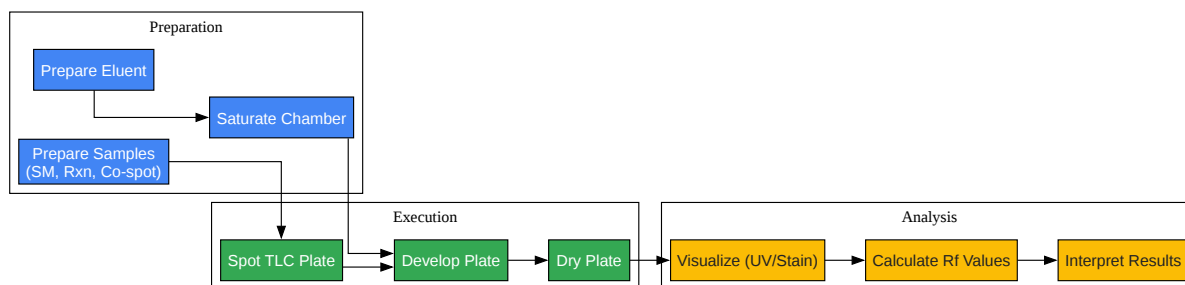 Preparation
Prepare Eluent
Saturate Chamber
Prepare Samples
(SM, Rxn, Co-spot)
Execution
Spot TLC Plate
Develop Plate
Dry Plate
Analysis
Visualize (UV/Stain)
Calculate Rf Values
Interpret Results